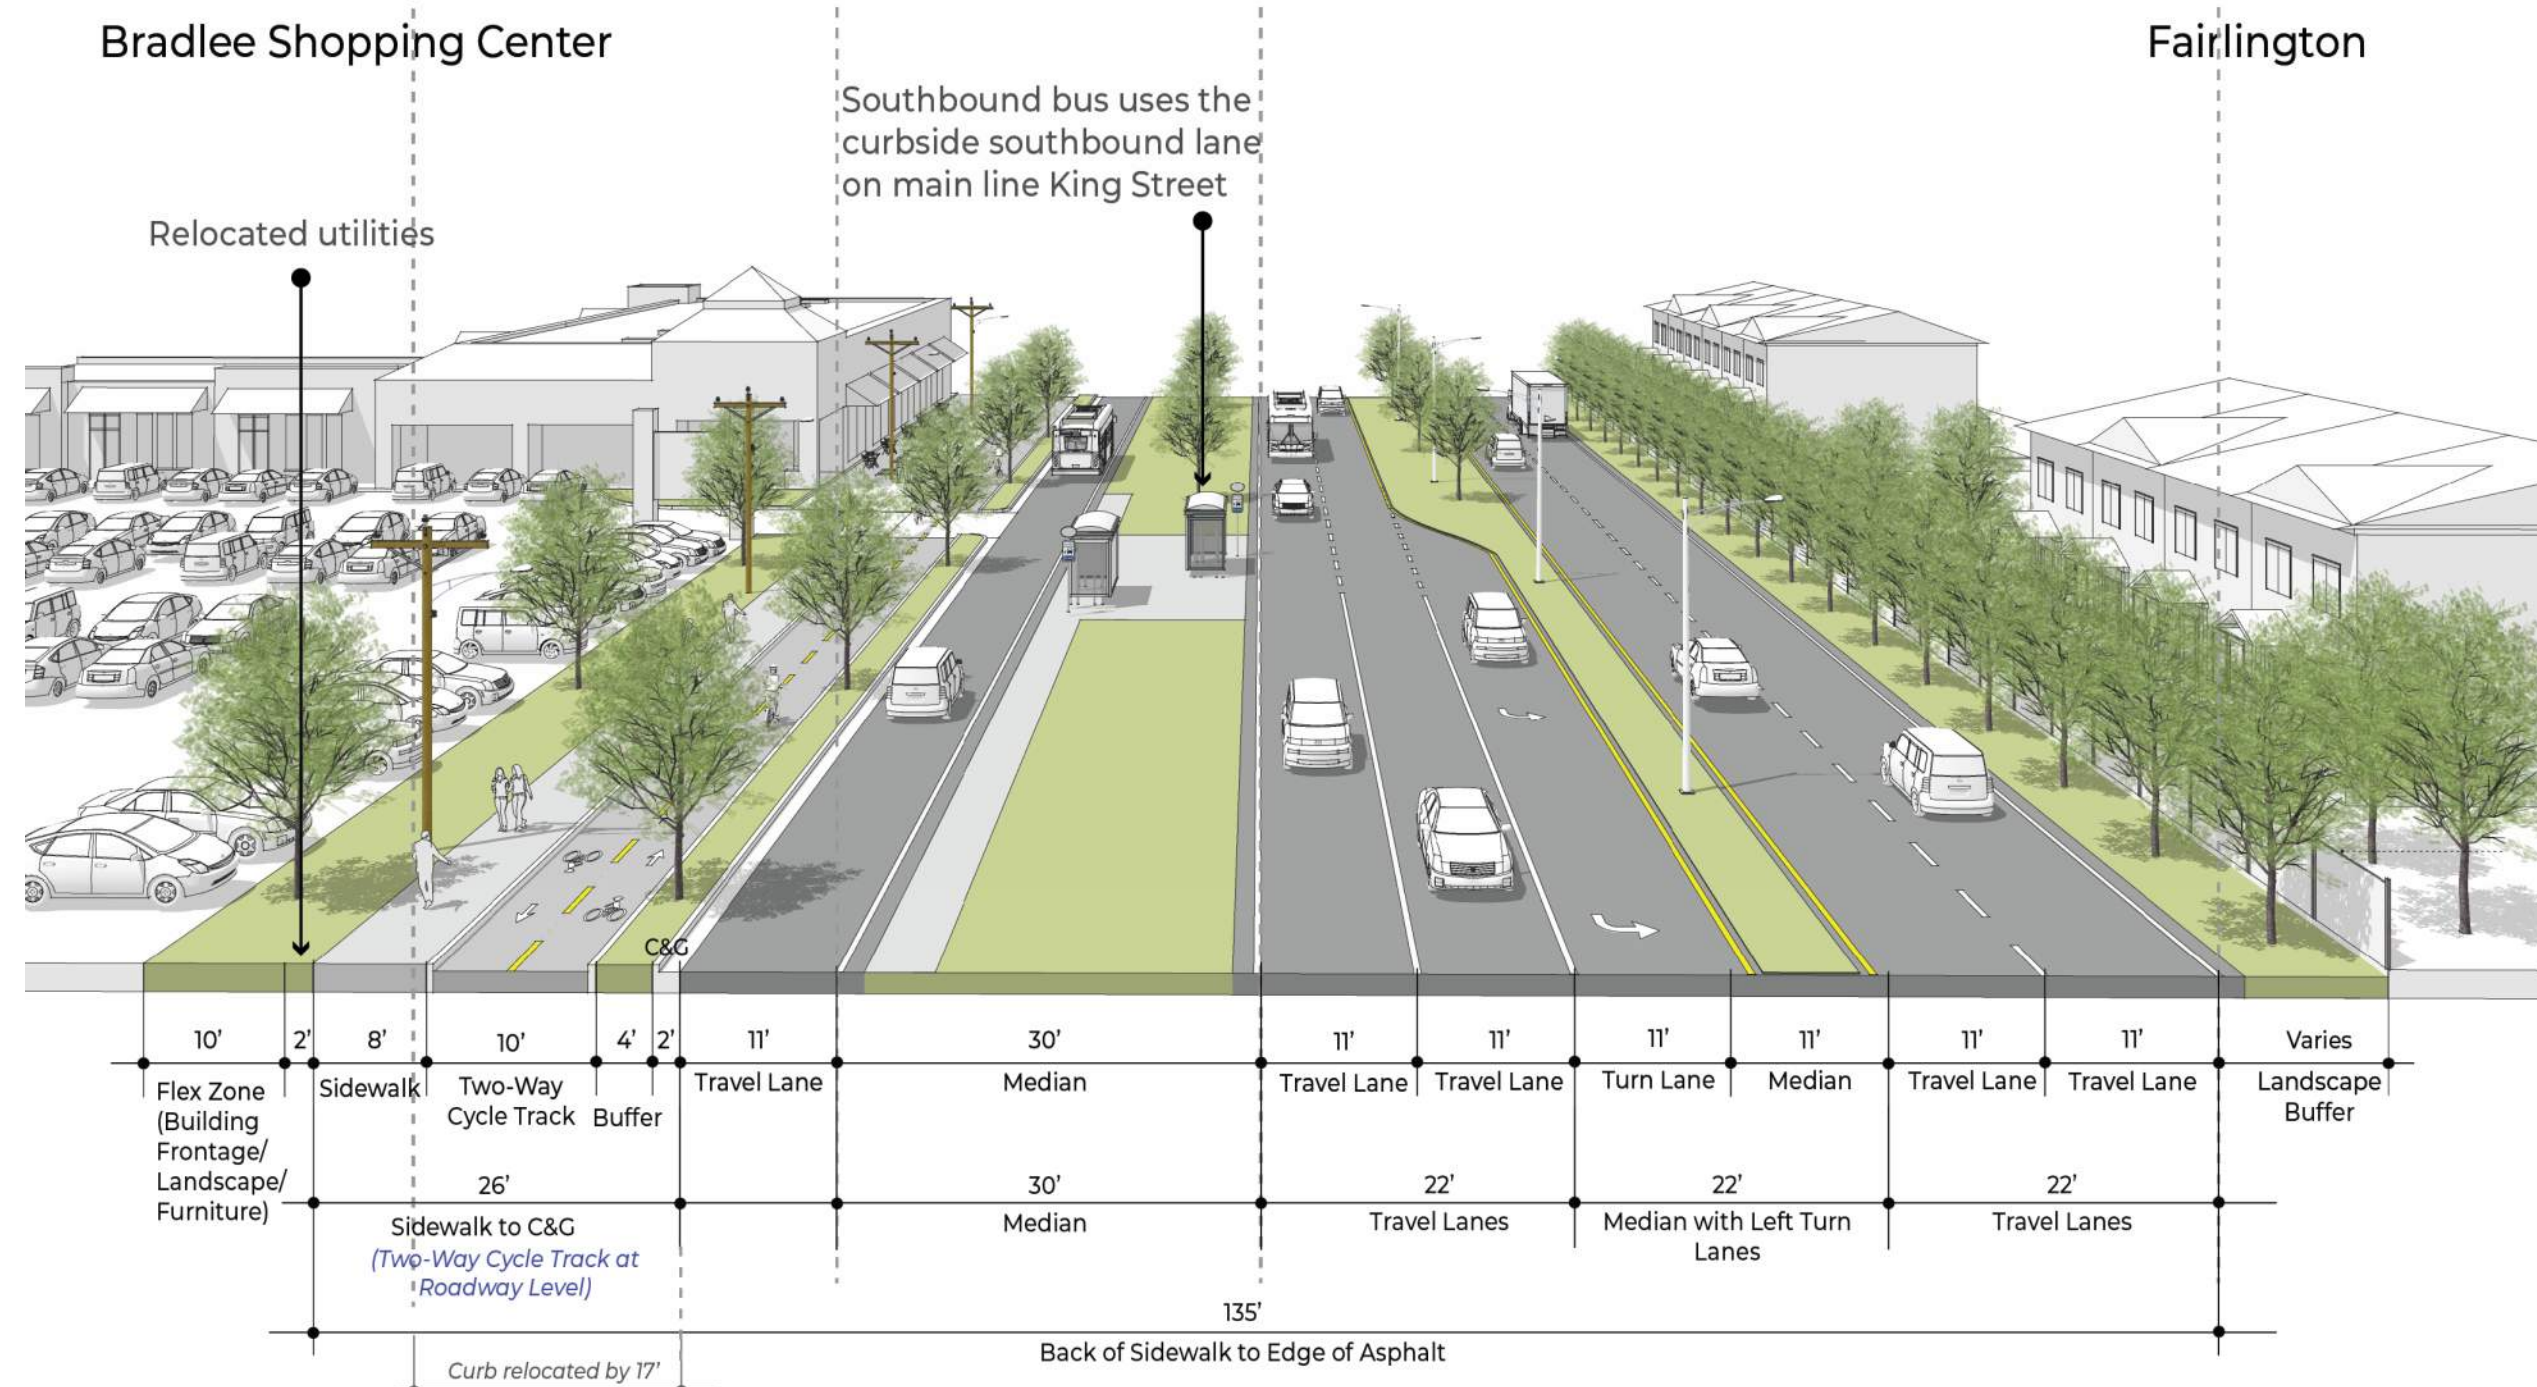 Bradlee Shopping Center
Fairlington
Southbound bus uses the
curbside southbound lane
on main line King Street
Relocated utilities
C&G
10’ 2’ 8’ 10’ 4’ 2’ 11’ 30’ 11’ 11’ 11’ 11’ 11’ 11’ Varies
Flex Zone
(Building
Frontage/
Landscape/
Furniture)
Sidewalk
Two-Way
Cycle Track
Buffer
Travel Lane
Median
Travel Lane
Travel Lane
Turn Lane
Median
Travel Lane
Travel Lane
Landscape
Buffer
26’ 30’ 22’ 22’ 22’
Sidewalk to C&G
(Two-Way Cycle Track at
Roadway Level)
Median
Travel Lanes
Median with Left Turn
Lanes
Travel Lanes
135’
Back of Sidewalk to Edge of Asphalt
Curb relocated by 17’